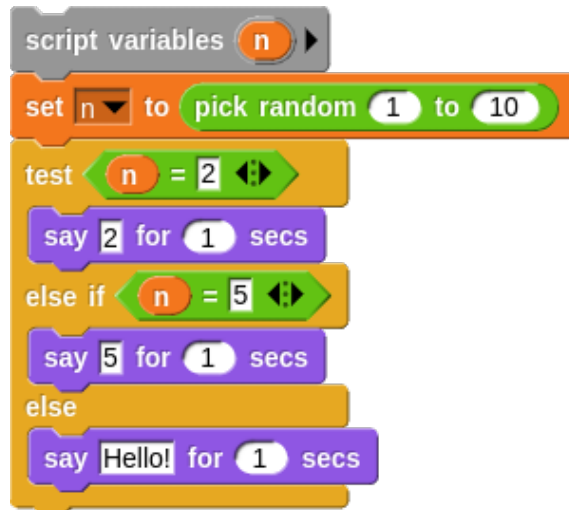 script variables n
set n to pick random 1 to 10
test n = 2
say 2 for 1 secs
else if n = 5
say 5 for 1 secs
else
say Hello! for 1 secs